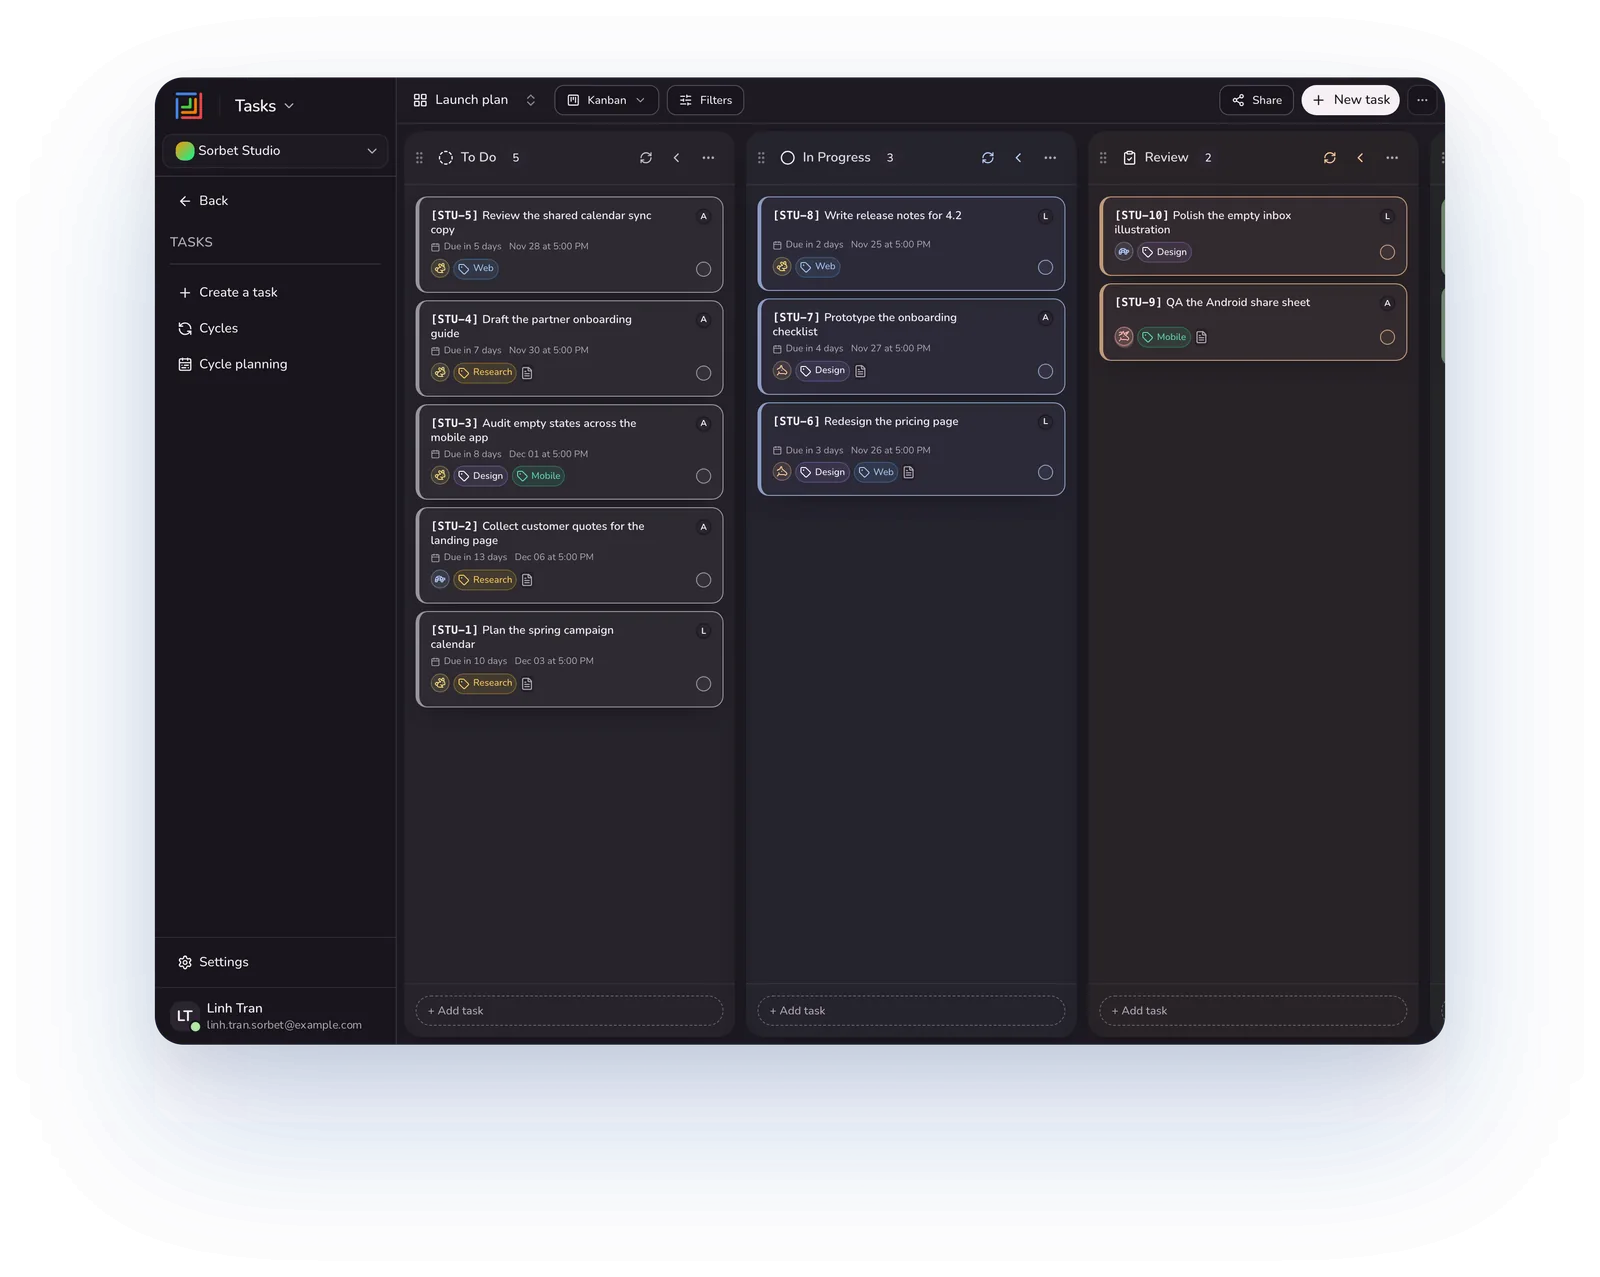 Tasks
Sorbet Studio
Back
TASKS
Create a task
Cycles
Cycle planning
Settings
LT
Linh Tran
linh.tran.sorbet@example.com
Launch plan
Kanban
Filters
Share
New task
To Do 5
[STU-5] Review the shared calendar sync
copy
A
Due in 5 days Nov 28 at 5:00 PM
Web
[STU-4] Draft the partner onboarding
guide
A
Due in 7 days Nov 30 at 5:00 PM
Research
[STU-3] Audit empty states across the
mobile app
A
Due in 8 days Dec 01 at 5:00 PM
Design Mobile
[STU-2] Collect customer quotes for the
landing page
A
Due in 13 days Dec 06 at 5:00 PM
Research
[STU-1] Plan the spring campaign
calendar
L
Due in 10 days Dec 03 at 5:00 PM
Research
+ Add task
In Progress 3
[STU-8] Write release notes for 4.2
L
Due in 2 days Nov 25 at 5:00 PM
Web
[STU-7] Prototype the onboarding
checklist
A
Due in 4 days Nov 27 at 5:00 PM
Design
[STU-6] Redesign the pricing page
L
Due in 3 days Nov 26 at 5:00 PM
Design Web
+ Add task
Review 2
[STU-10] Polish the empty inbox
illustration
L
Design
[STU-9] QA the Android share sheet
A
Mobile
+ Add task